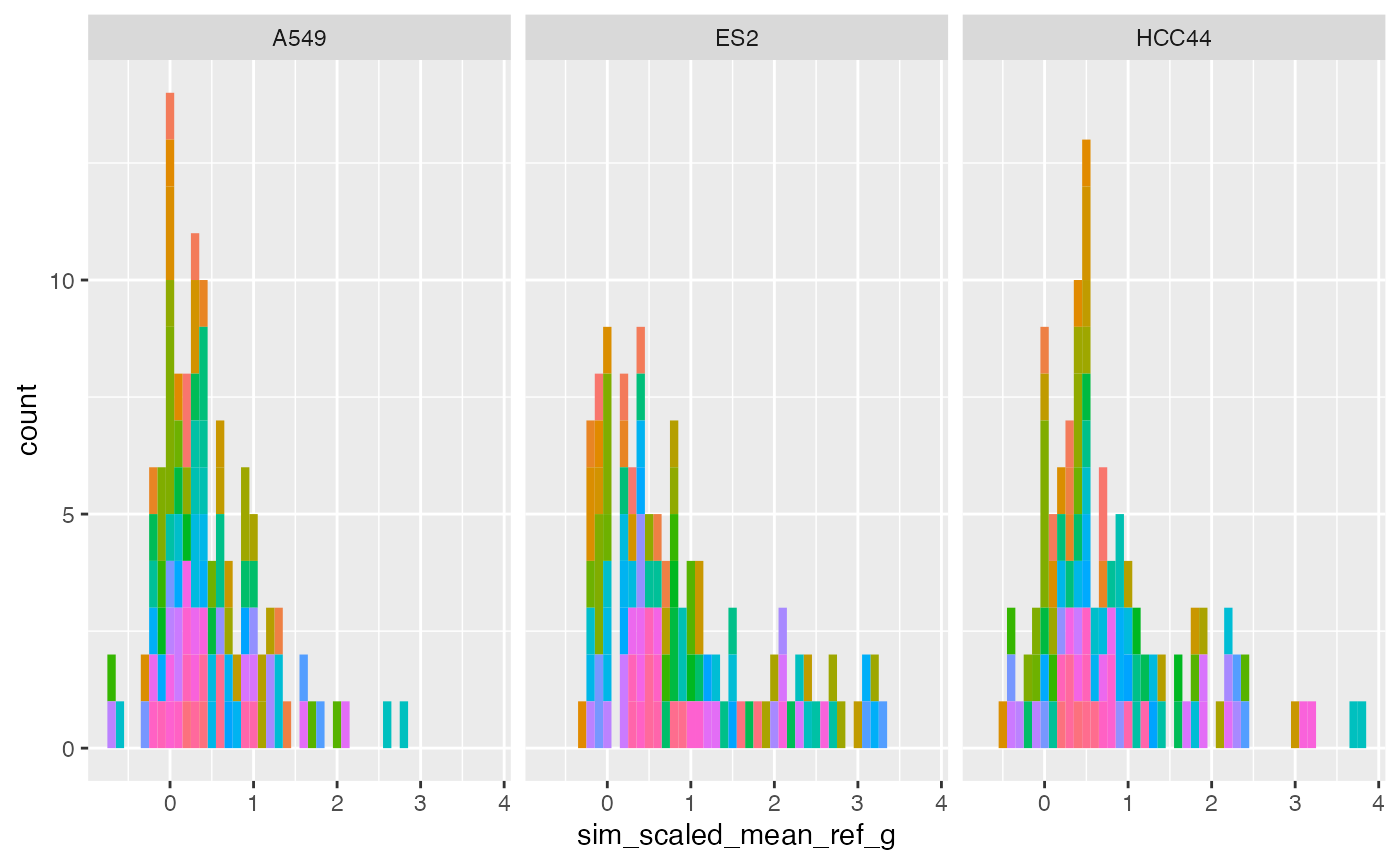 A549 ES2 HCC44
10
5
0
count
0 1 2 3 4 0 1 2 3 4 0 1 2 3 4
sim_scaled_mean_ref_g